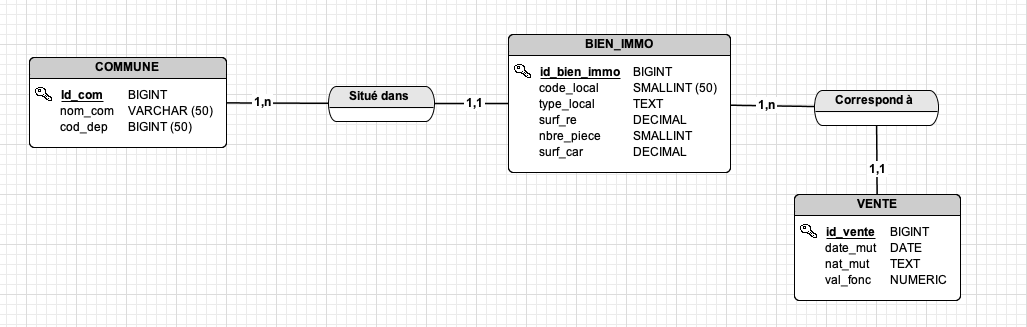 COMMUNE
Id_com BIGINT
nom_com VARCHAR (50)
cod_dep BIGINT (50)
1,n
Situé dans
1,1
BIEN_IMMO
id_bien_immo BIGINT
code_local SMALLINT (50)
type_local TEXT
surf_re DECIMAL
nbre_piece SMALLINT
surf_car DECIMAL
1,n
Correspond à
1,1
VENTE
id_vente BIGINT
date_mut DATE
nat_mut TEXT
val_fonc NUMERIC